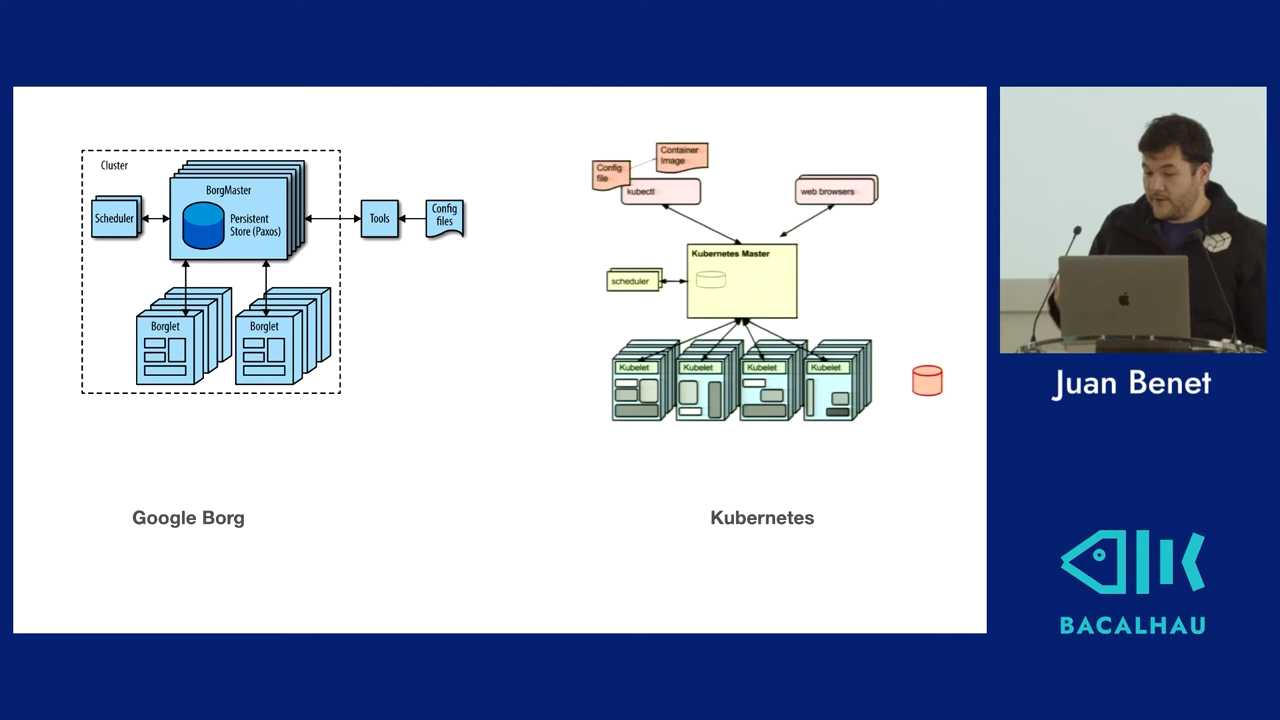 Cluster
BorgMaster
Scheduler
Persistent
Store (Paxos)
Tools
Config
files
Borglet
Borglet
Google Borg
Container
Image
Config
file
kubectl
web browsers
Kubernetes Master
scheduler
Kubelet
Kubelet
Kubelet
Kubelet
Kubernetes
Juan Benet
BACALHAU